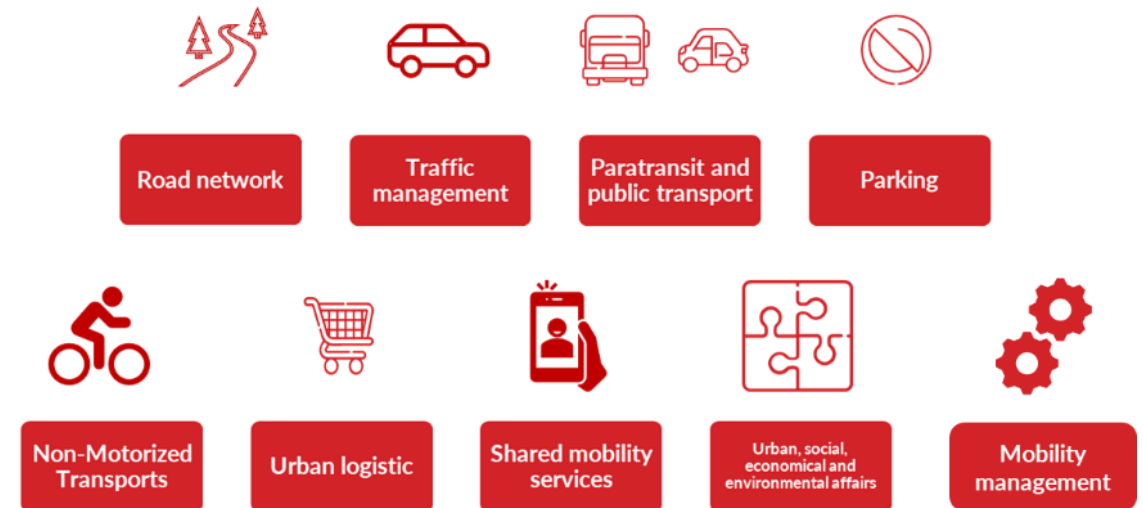 Road network
Traffic
management
Paratransit and
public transport
Parking
Non-Motorized
Transports
Urban logistic
Shared mobility
services
Urban, social,
economical and
environmental affairs
Mobility
management